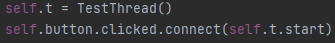 self.t = TestThread()
self.button.clicked.connect(self.t.start)